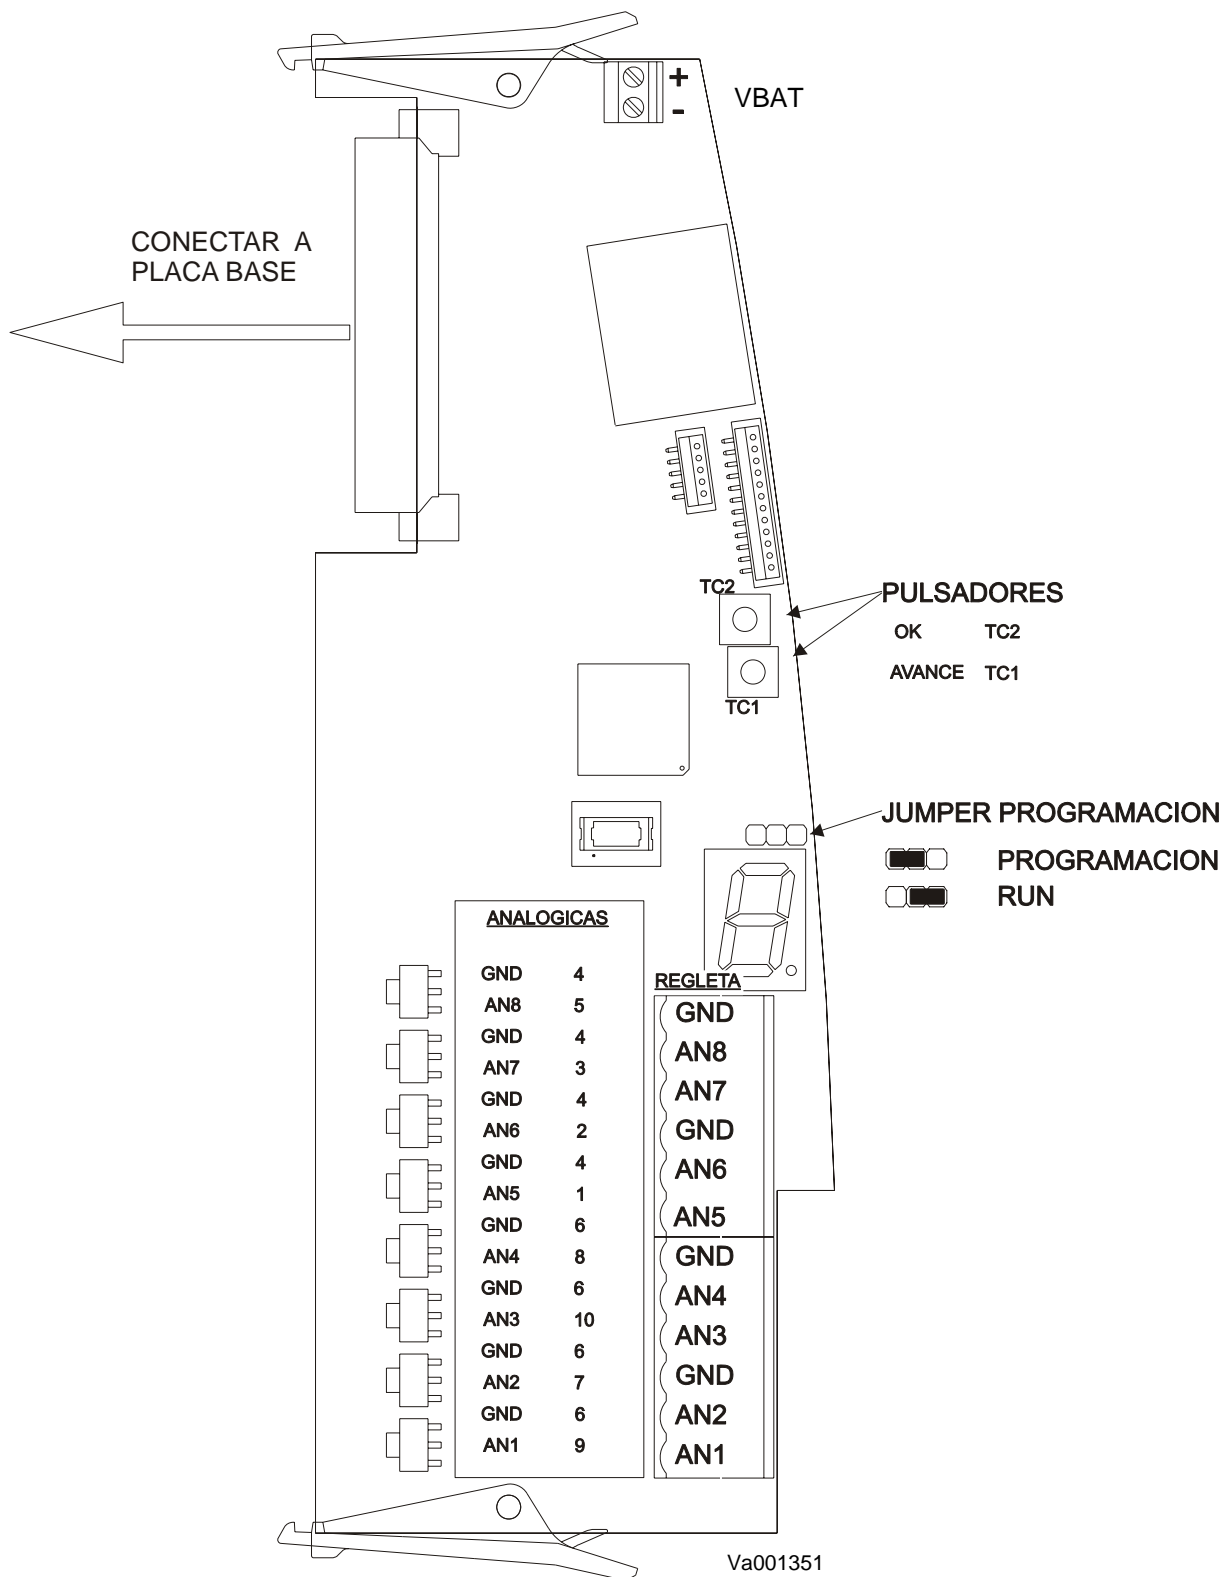 +
-
VBAT
CONECTAR A
PLACA BASE
TC2
TC1
PULSADORES
OK TC2
AVANCE TC1
JUMPER PROGRAMACION
PROGRAMACION
RUN
ANALOGICAS
GND 4
AN8 5
GND 4
AN7 3
GND 4
AN6 2
GND 4
AN5 1
GND 6
AN4 8
GND 6
AN3 10
GND 6
AN2 7
GND 6
AN1 9
REGLETA
GND
AN8
AN7
GND
AN6
AN5
GND
AN4
AN3
GND
AN2
AN1
Va001351